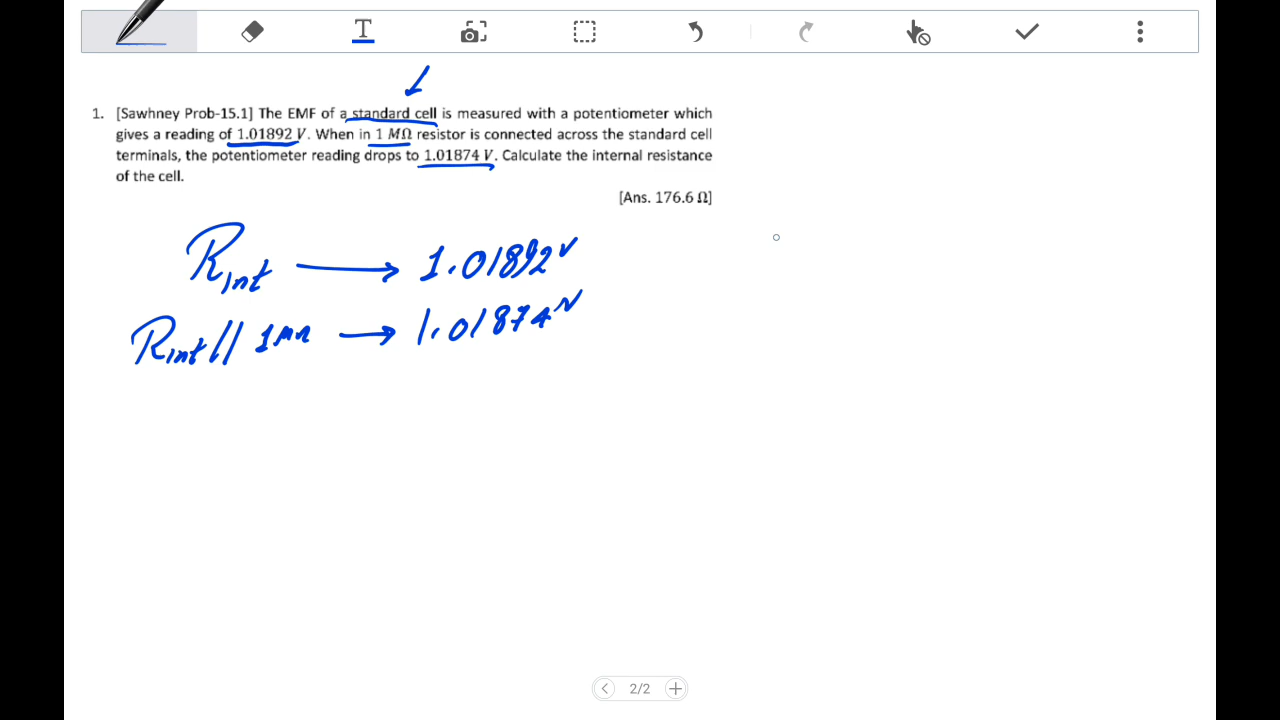 T
1. [Sawhney Prob-15.1] The EMF of a standard cell is measured with a potentiometer which
gives a reading of 1.01892 V. When in 1 MΩ resistor is connected across the standard cell
terminals, the potentiometer reading drops to 1.01874 V. Calculate the internal resistance
of the cell.
[Ans. 176.6 Ω]
Rint → 1.01892 V
Rint // 1MΩ → 1.01874 V
2/2